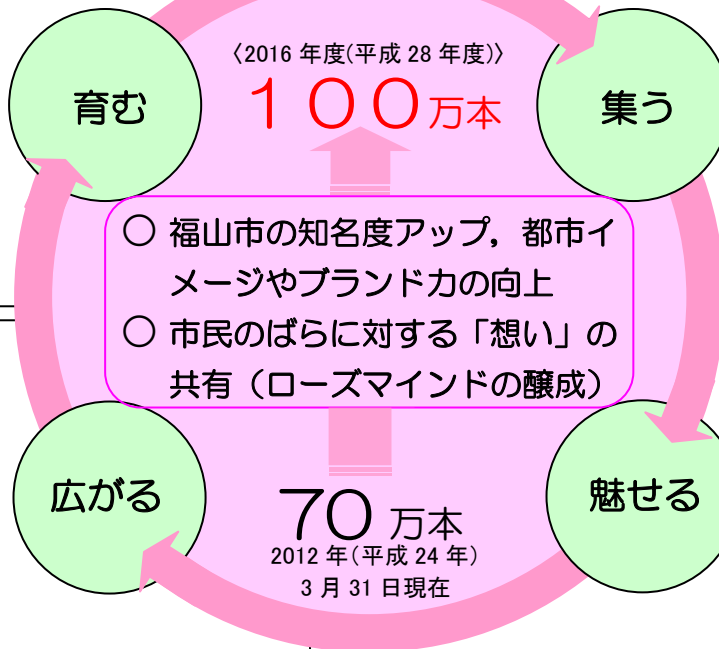 〈2016 年度(平成 28 年度)〉
１００万本
育む
集う
○ 福山市の知名度アップ，都市イ
メージやブランド力の向上
○ 市民のばらに対する「想い」の
共有（ローズマインドの醸成）
広がる
魅せる
70 万本
2012 年（平成 24 年）
3 月 31 日現在